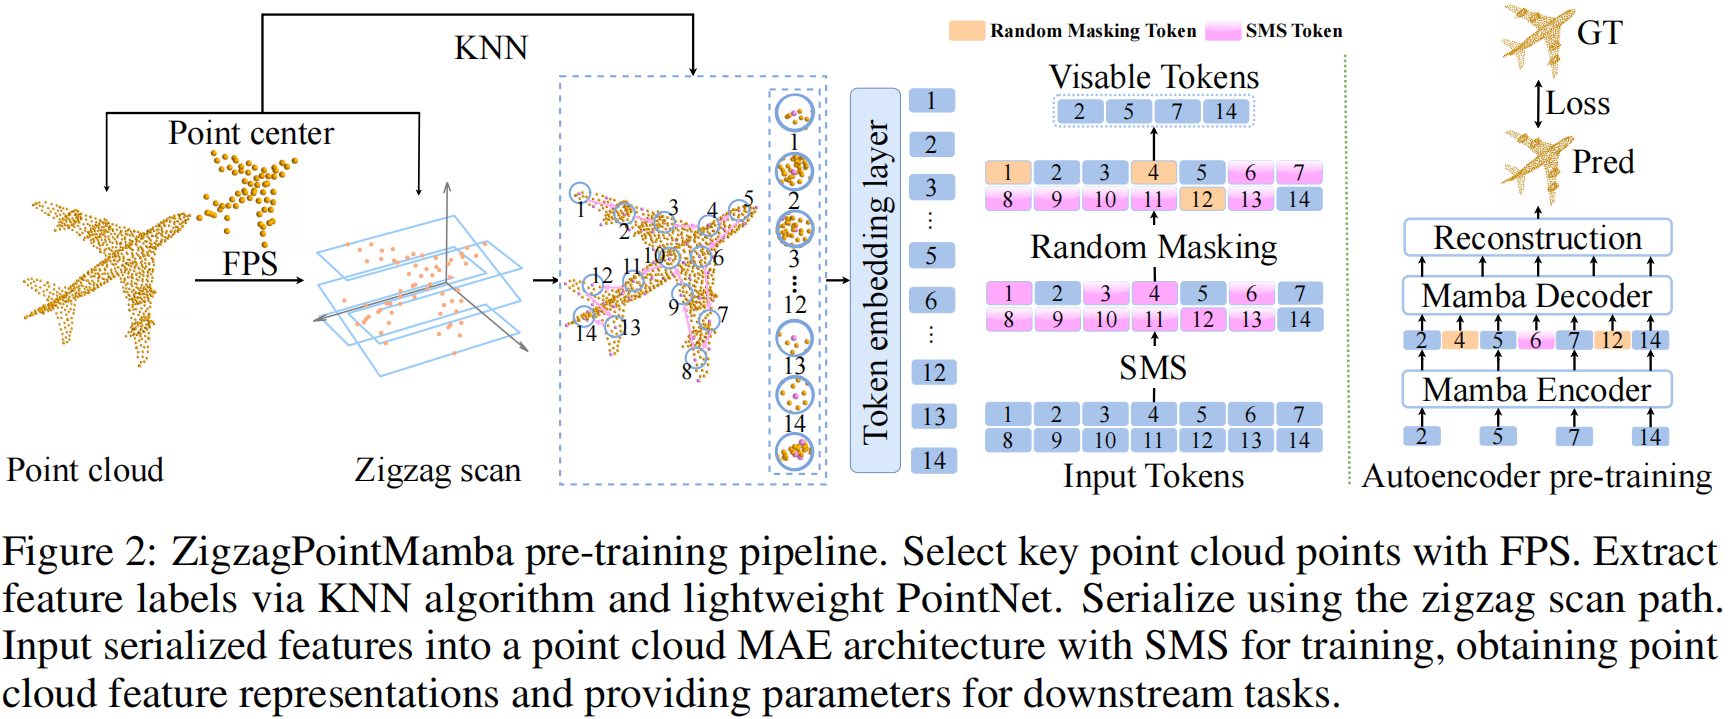 KNN
Point center
FPS
Point cloud
Zigzag scan
1
2
3
4
5
6
7
8
9
10
11
12
13
14
1
2
3
12
13
14
Token embedding layer
1
2
3
5
6
12
13
14
Random Masking Token
SMS Token
Visable Tokens
2 5 7 14
1 2 3 4 5 6 7
8 9 10 11 12 13 14
Random Masking
1 2 3 4 5 6 7
8 9 10 11 12 13 14
SMS
1 2 3 4 5 6 7
8 9 10 11 12 13 14
Input Tokens
GT
Loss
Pred
Reconstruction
Mamba Decoder
2 4 5 6 7 12 14
Mamba Encoder
2 5 7 14
Autoencoder pre-training
Figure 2: ZigzagPointMamba pre-training pipeline. Select key point cloud points with FPS. Extract
feature labels via KNN algorithm and lightweight PointNet. Serialize using the zigzag scan path.
Input serialized features into a point cloud MAE architecture with SMS for training, obtaining point
cloud feature representations and providing parameters for downstream tasks.